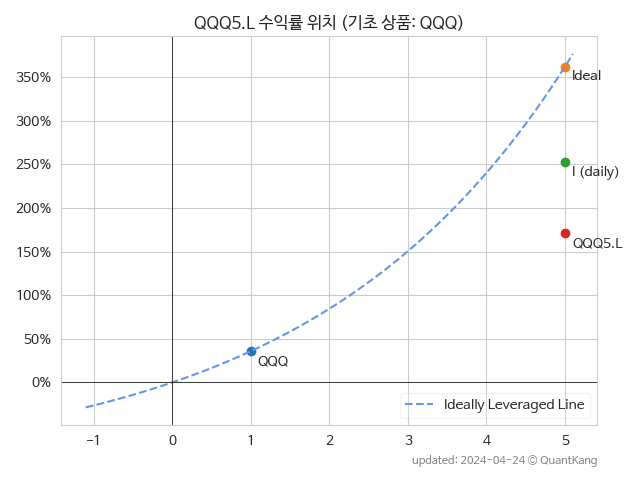 QQQ5.L 수익률 위치 (기초 상품: QQQ)
350%
300%
250%
200%
150%
100%
50%
0%
Ideal
I (daily)
QQQ5.L
QQQ
Ideally Leveraged Line
-1 0 1 2 3 4 5
updated: 2024-04-24 © QuantKang